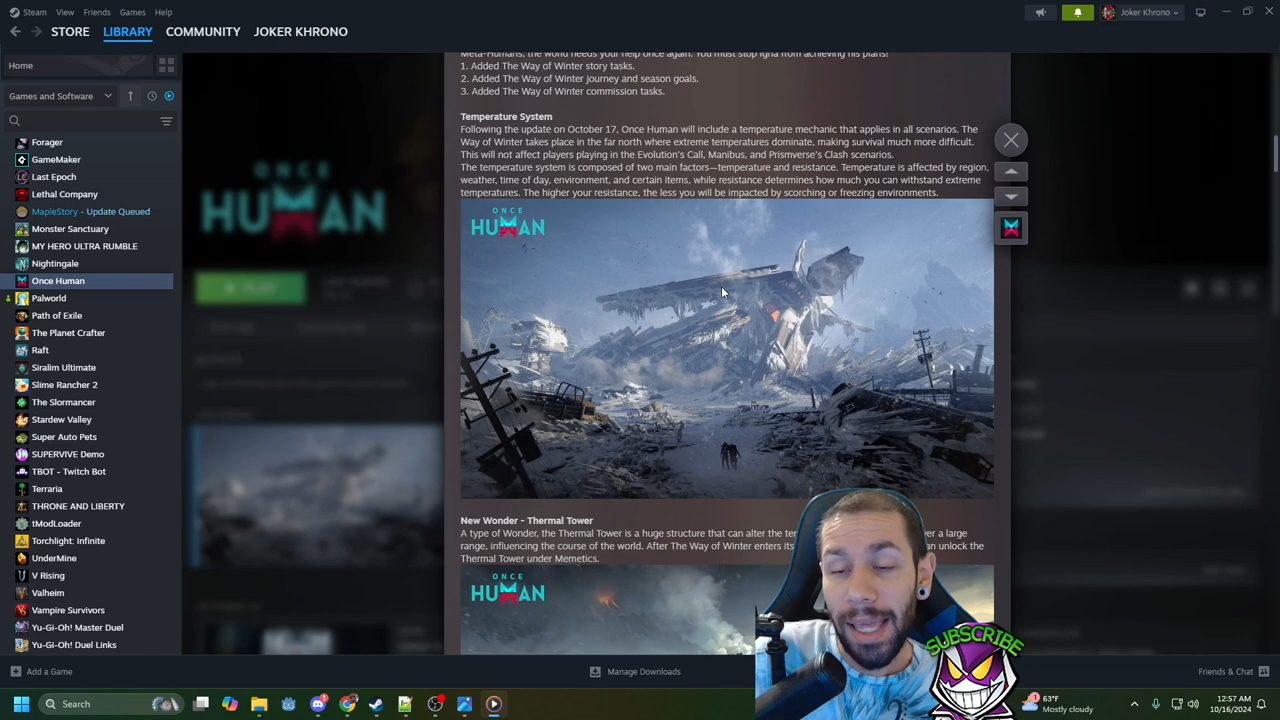 Steam View Friends Games Help
Joker Khrono
STORE LIBRARY COMMUNITY JOKER KHRONO
Home
Games and Software
Forager
GameMaker
Last Epoch
Lethal Company
MapleStory - Update Queued
Monster Sanctuary
MY HERO ULTRA RUMBLE
Nightingale
Once Human
Palworld
Path of Exile
The Planet Crafter
Raft
Siralim Ultimate
Slime Rancher 2
The Slormancer
Stardew Valley
Super Auto Pets
SUPERVIVE Demo
TBOT - Twitch Bot
Terraria
THRONE AND LIBERTY
tModLoader
Torchlight: Infinite
UnderMine
V Rising
Valheim
Vampire Survivors
Yu-Gi-Oh! Master Duel
Yu-Gi-Oh! Duel Links
ONCE
HUMAN
PLAY
Meta-Humans, the world needs your help once again. You must stop Igna from achieving his plans!
1. Added The Way of Winter story tasks.
2. Added The Way of Winter journey and season goals.
3. Added The Way of Winter commission tasks.
Temperature System
Following the update on October 17, Once Human will include a temperature mechanic that applies in all scenarios. The
Way of Winter takes place in the far north where extreme temperatures dominate, making survival much more difficult.
This will not affect players playing in the Evolution's Call, Manibus, and Prismverse's Clash scenarios.
The temperature system is composed of two main factors—temperature and resistance. Temperature is affected by region,
weather, time of day, environment, and certain items, while resistance determines how much you can withstand extreme
temperatures. The higher your resistance, the less you will be impacted by scorching or freezing environments.
ONCE
HUMAN
New Wonder - Thermal Tower
A type of Wonder, the Thermal Tower is a huge structure that can alter the ver a large
range, influencing the course of the world. After The Way of Winter enters its an unlock the
Thermal Tower under Memetics.
ONCE
HUMAN
SUBSCRIBE
Add a Game
Manage Downloads
Friends & Chat
Search
1
63°F
Mostly cloudy
12:57 AM
10/16/2024